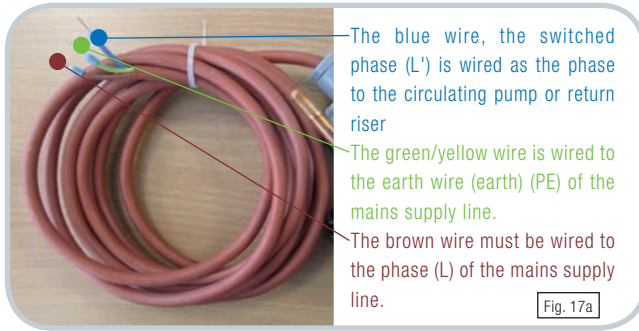 The blue wire, the switched
phase (L') is wired as the phase
to the circulating pump or return
riser
The green/yellow wire is wired to
the earth wire (earth) (PE) of the
mains supply line.
The brown wire must be wired to
the phase (L) of the mains supply
line.
Fig. 17a